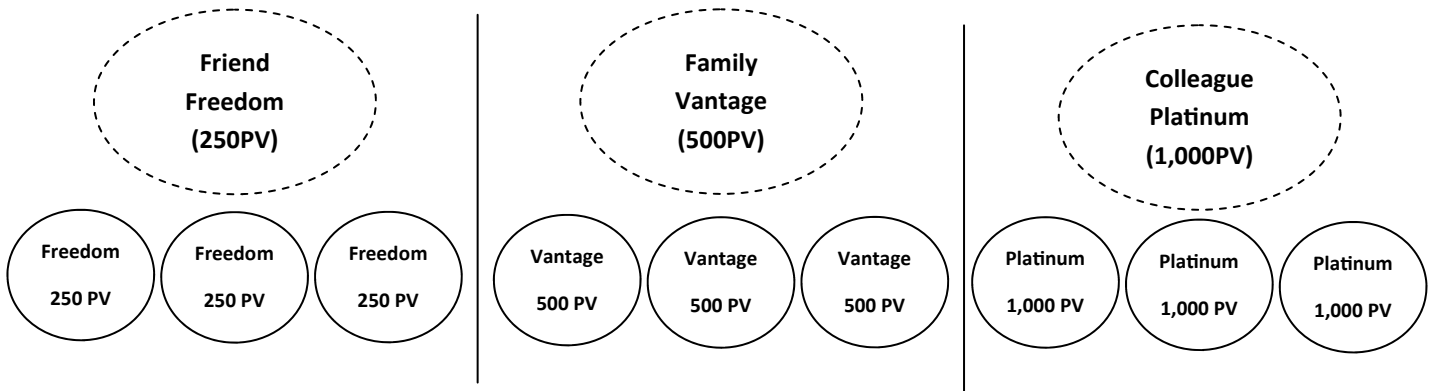 Friend
Freedom
(250PV)
Freedom
250 PV
Freedom
250 PV
Freedom
250 PV
Family
Vantage
(500PV)
Vantage
500 PV
Vantage
500 PV
Vantage
500 PV
Colleague
Platinum
(1,000PV)
Platinum
1,000 PV
Platinum
1,000 PV
Platinum
1,000 PV